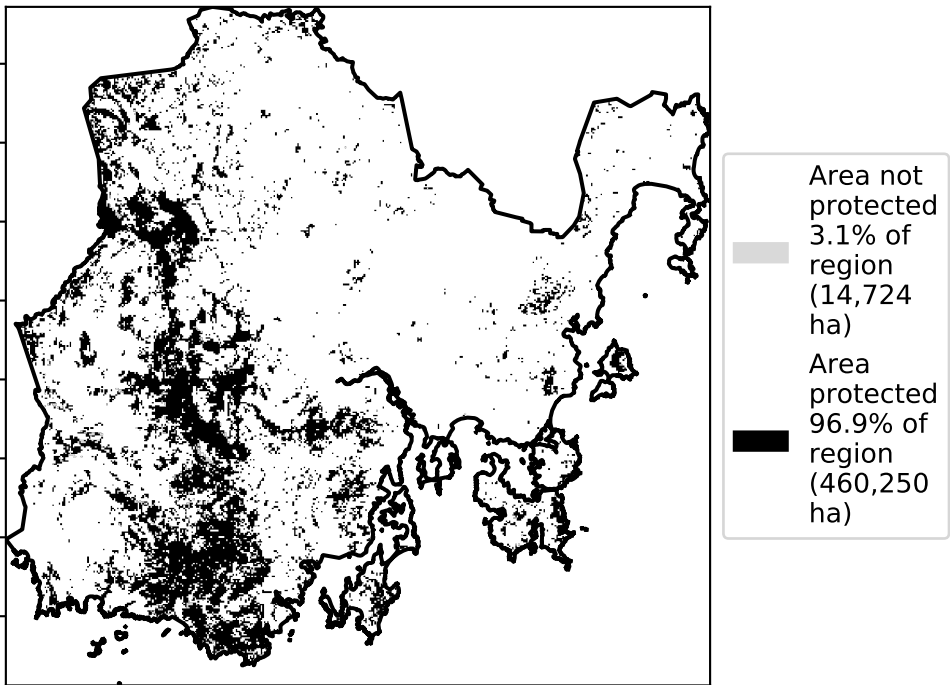 Area not
protected
3.1% of
region
(14,724
ha)
Area
protected
96.9% of
region
(460,250
ha)